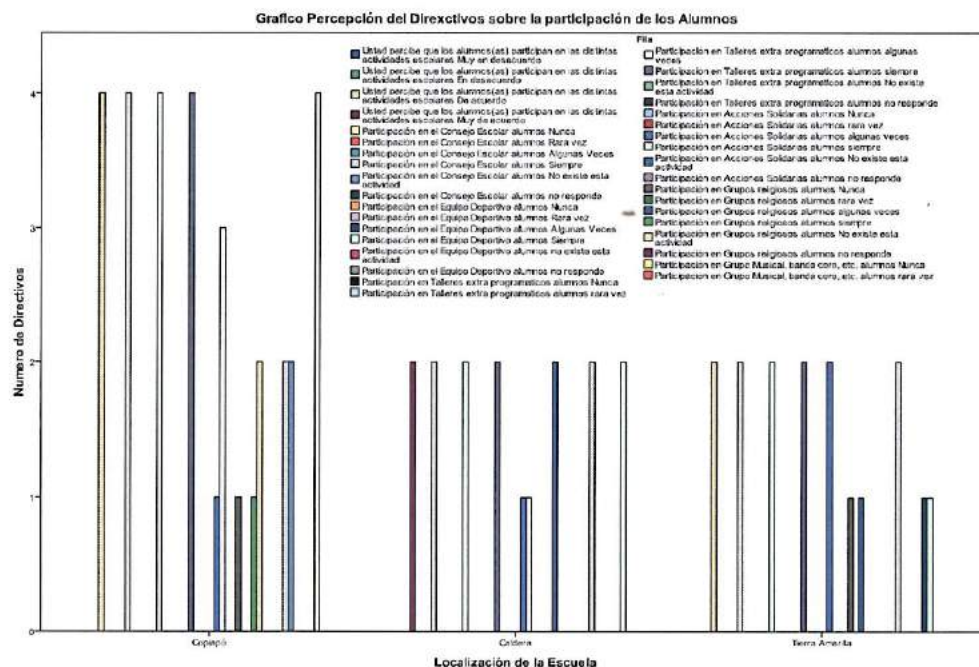 Grafico Percepción del Direxctivos sobre la participación de los Alumnos
Fila
Usted percibe que los alumnos(as) participan en las distintas
actividades escolares Muy en desacuerdo
Usted percibe que los alumnos(as) participan en las distintas
actividades escolares En desacuerdo
Usted percibe que los alumnos(as) participan en las distintas
actividades escolares De acuerdo
Usted percibe que los alumnos(as) participan en las distintas
actividades escolares Muy de acuerdo
Participación en el Consejo Escolar alumnos Nunca
Participación en el Consejo Escolar alumnos Rara vez
Participación en el Consejo Escolar alumnos Algunas Veces
Participación en el Consejo Escolar alumnos Siempre
Participación en el Consejo Escolar alumnos No existe esta
actividad
Participación en el Consejo Escolar alumnos no responde
Participación en el Equipo Deportivo alumnos Nunca
Participación en el Equipo Deportivo alumnos Rara vez
Participación en el Equipo Deportivo alumnos Algunas Veces
Participación en el Equipo Deportivo alumnos Siempre
Participación en el Equipo Deportivo alumnos no existe esta
actividad
Participación en el Equipo Deportivo alumnos no responde
Participación en Talleres extra programaticos alumnos Nunca
Participación en Talleres extra programaticos alumnos rara vez
Participación en Talleres extra programaticos alumnos algunas
veces
Participación en Talleres extra programaticos alumnos siempre
Participación en Talleres extra programaticos alumnos No existe
esta actividad
Participación en Talleres extra programaticos alumnos no responde
Participación en Acciones Solidarias alumnos Nunca
Participación en Acciones Solidarias alumnos rara vez
Participación en Acciones Solidarias alumnos algunas veces
Participación en Acciones Solidarias alumnos siempre
Participación en Acciones Solidarias alumnos No existe esta
actividad
Participación en Acciones Solidarias alumnos no responde
Participación en Grupos religiosos alumnos Nunca
Participación en Grupos religiosos alumnos rara vez
Participación en Grupos religiosos alumnos algunas veces
Participación en Grupos religiosos alumnos siempre
Participación en Grupos religiosos alumnos No existe esta
actividad
Participación en Grupos religiosos alumnos no responde
Participación en Grupo Musical, banda coro, etc, alumnos Nunca
Participación en Grupo Musical, banda coro, etc, alumnos rara vez
Numero de Directivos
4
3
2
1
0
Copiapó
Caldera
Tierra Amarilla
Localización de la Escuela